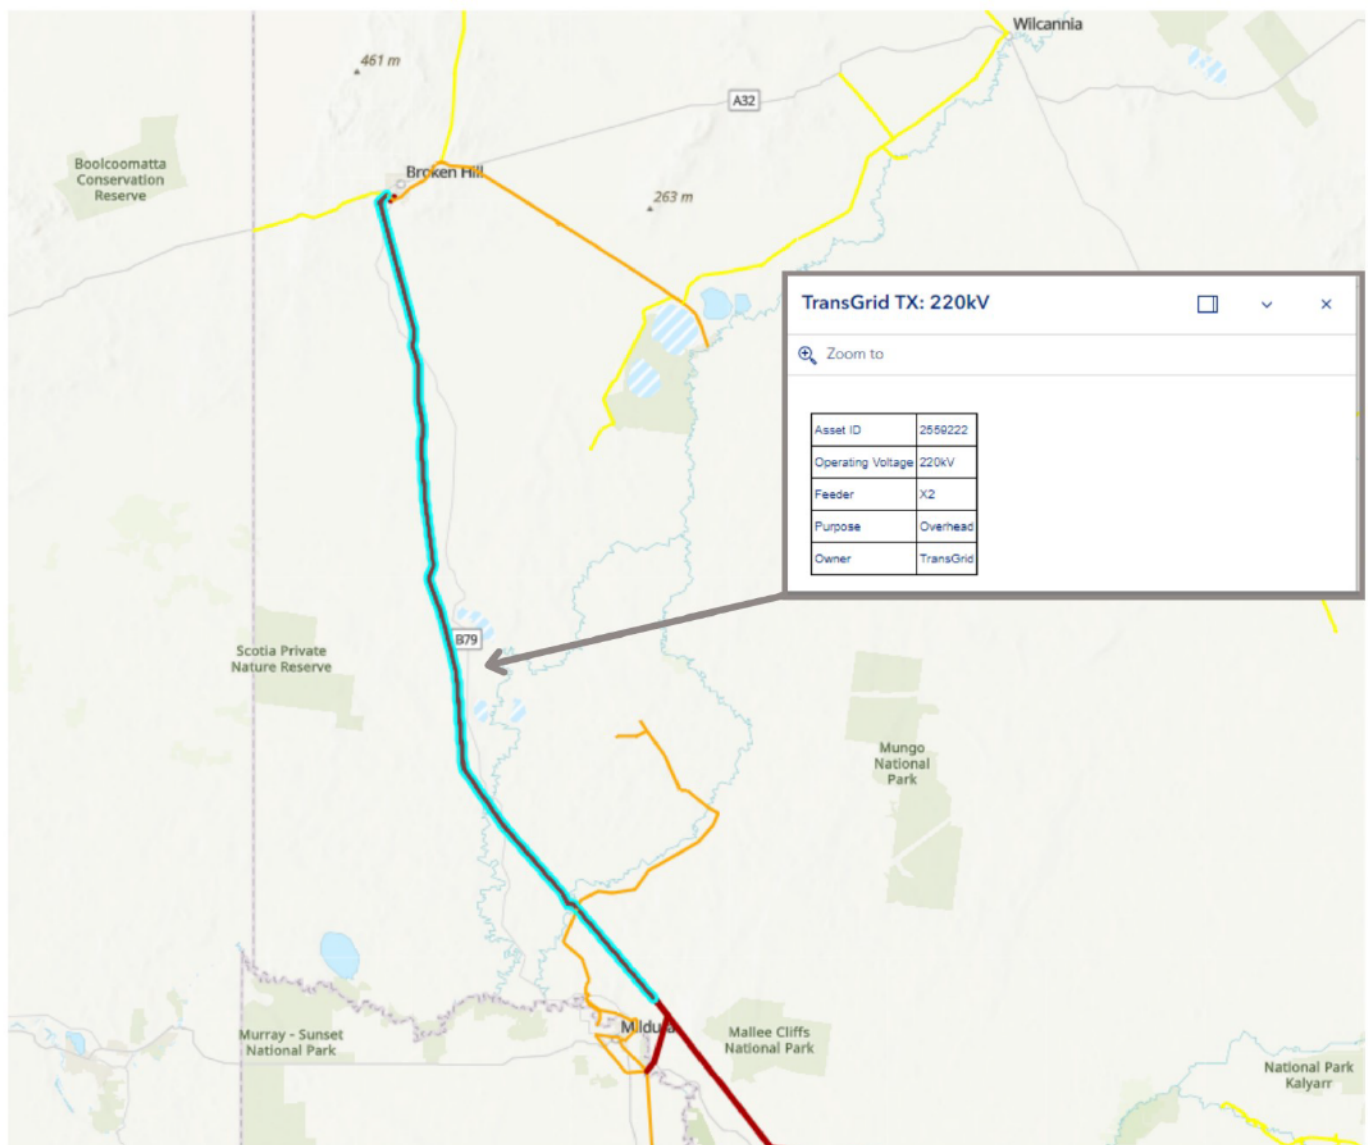 Wilcannia
461 m
A32
Boolcoomatta
Conservation
Reserve
Broken Hill
263 m
TransGrid TX: 220kV
Zoom to
Asset ID 2559222
Operating Voltage 220kV
Feeder X2
Purpose Overhead
Owner TransGrid
B79
Scotia Private
Nature Reserve
Mungo
National
Park
Murray - Sunset
National Park
Mildura
Mallee Cliffs
National Park
National Park
Kalyarr